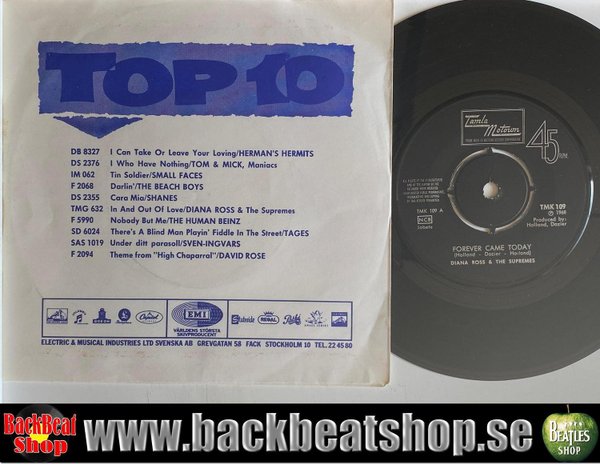 TOP 10
DB 8327 I Can Take Or Leave Your Loving/HERMAN'S HERMITS
DS 2376 I Who Have Nothing/TOM & MICK, Maniacs
IM 062 Tin Soldier/SMALL FACES
F 2068 Darlin'/THE BEACH BOYS
DS 2355 Cara Mia/SHANES
TMG 632 In And Out Of Love/DIANA ROSS & The Supremes
F 5990 Nobody But Me/THE HUMAN BEINZ
SD 6024 There's A Blind Man Playin' Fiddle In The Street/TAGES
SAS 1019 Under ditt parasoll/SVEN-INGVARS
F 2094 Theme from "High Chaparral"/DAVID ROSE
Capitol
EMI
VÄRLDENS STÖRSTA
SKIVPRODUCENT
Stateside
REGAL
ELECTRIC & MUSICAL INDUSTRIES LTD SVENSKA AB GREVGATAN 58 FACK STOCKHOLM 10 TEL. 22 45 80
Tamla
Motown
45 RPM
TMK 109 A
NCB
TMK 109
℗ 1968
Produced by:
Holland, Dozier
FOREVER CAME TODAY
(Holland - Dozier - Holland)
DIANA ROSS & THE SUPREMES
BackBeat
Shop
www.backbeatshop.se
BEATLES
SHOP